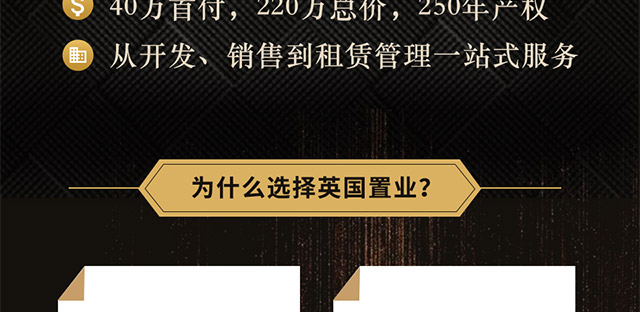 40万首付，220万总价，250年产权
从开发、销售到租赁管理一站式服务
为什么选择英国置业？